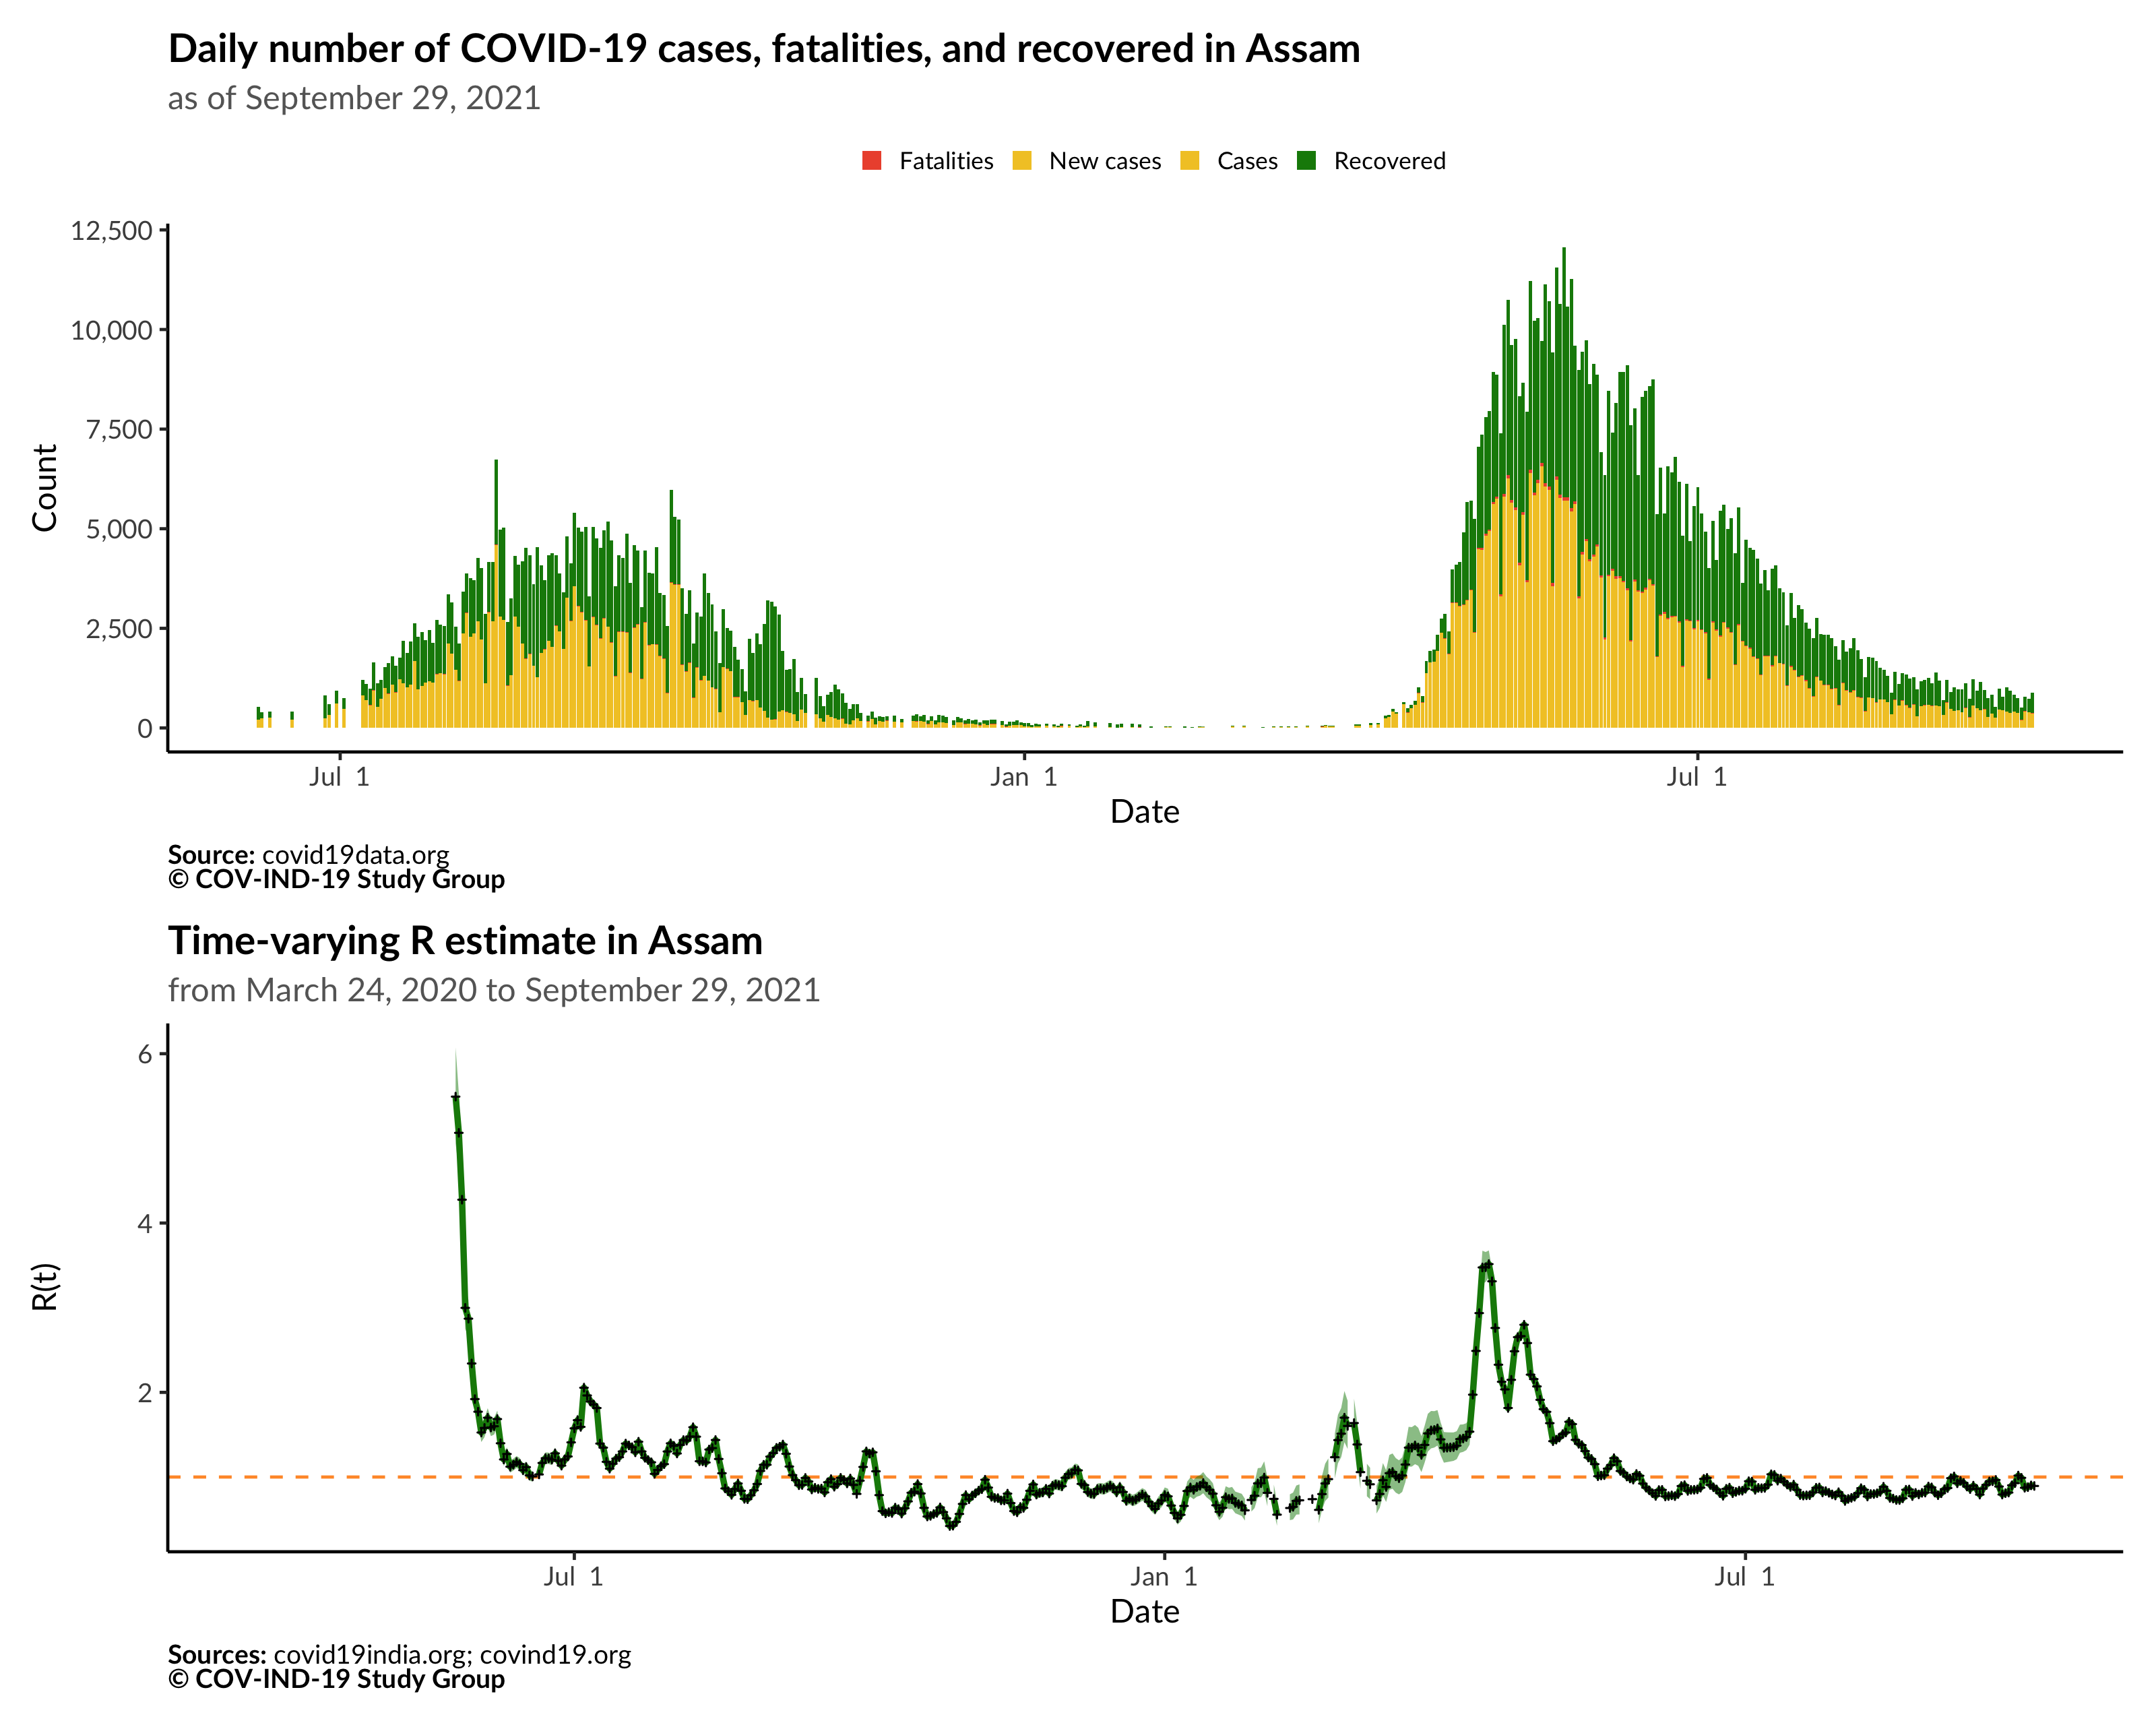 Daily number of COVID-19 cases, fatalities, and recovered in Assam
as of September 29, 2021
Fatalities New cases Cases Recovered
12,500
10,000
7,500
5,000
2,500
0
Count
Jul 1 Jan 1 Jul 1
Date
Source: covid19data.org
© COV-IND-19 Study Group
Time-varying R estimate in Assam
from March 24, 2020 to September 29, 2021
6
4
2
R(t)
Jul 1 Jan 1 Jul 1
Date
Sources: covid19india.org; covind19.org
© COV-IND-19 Study Group